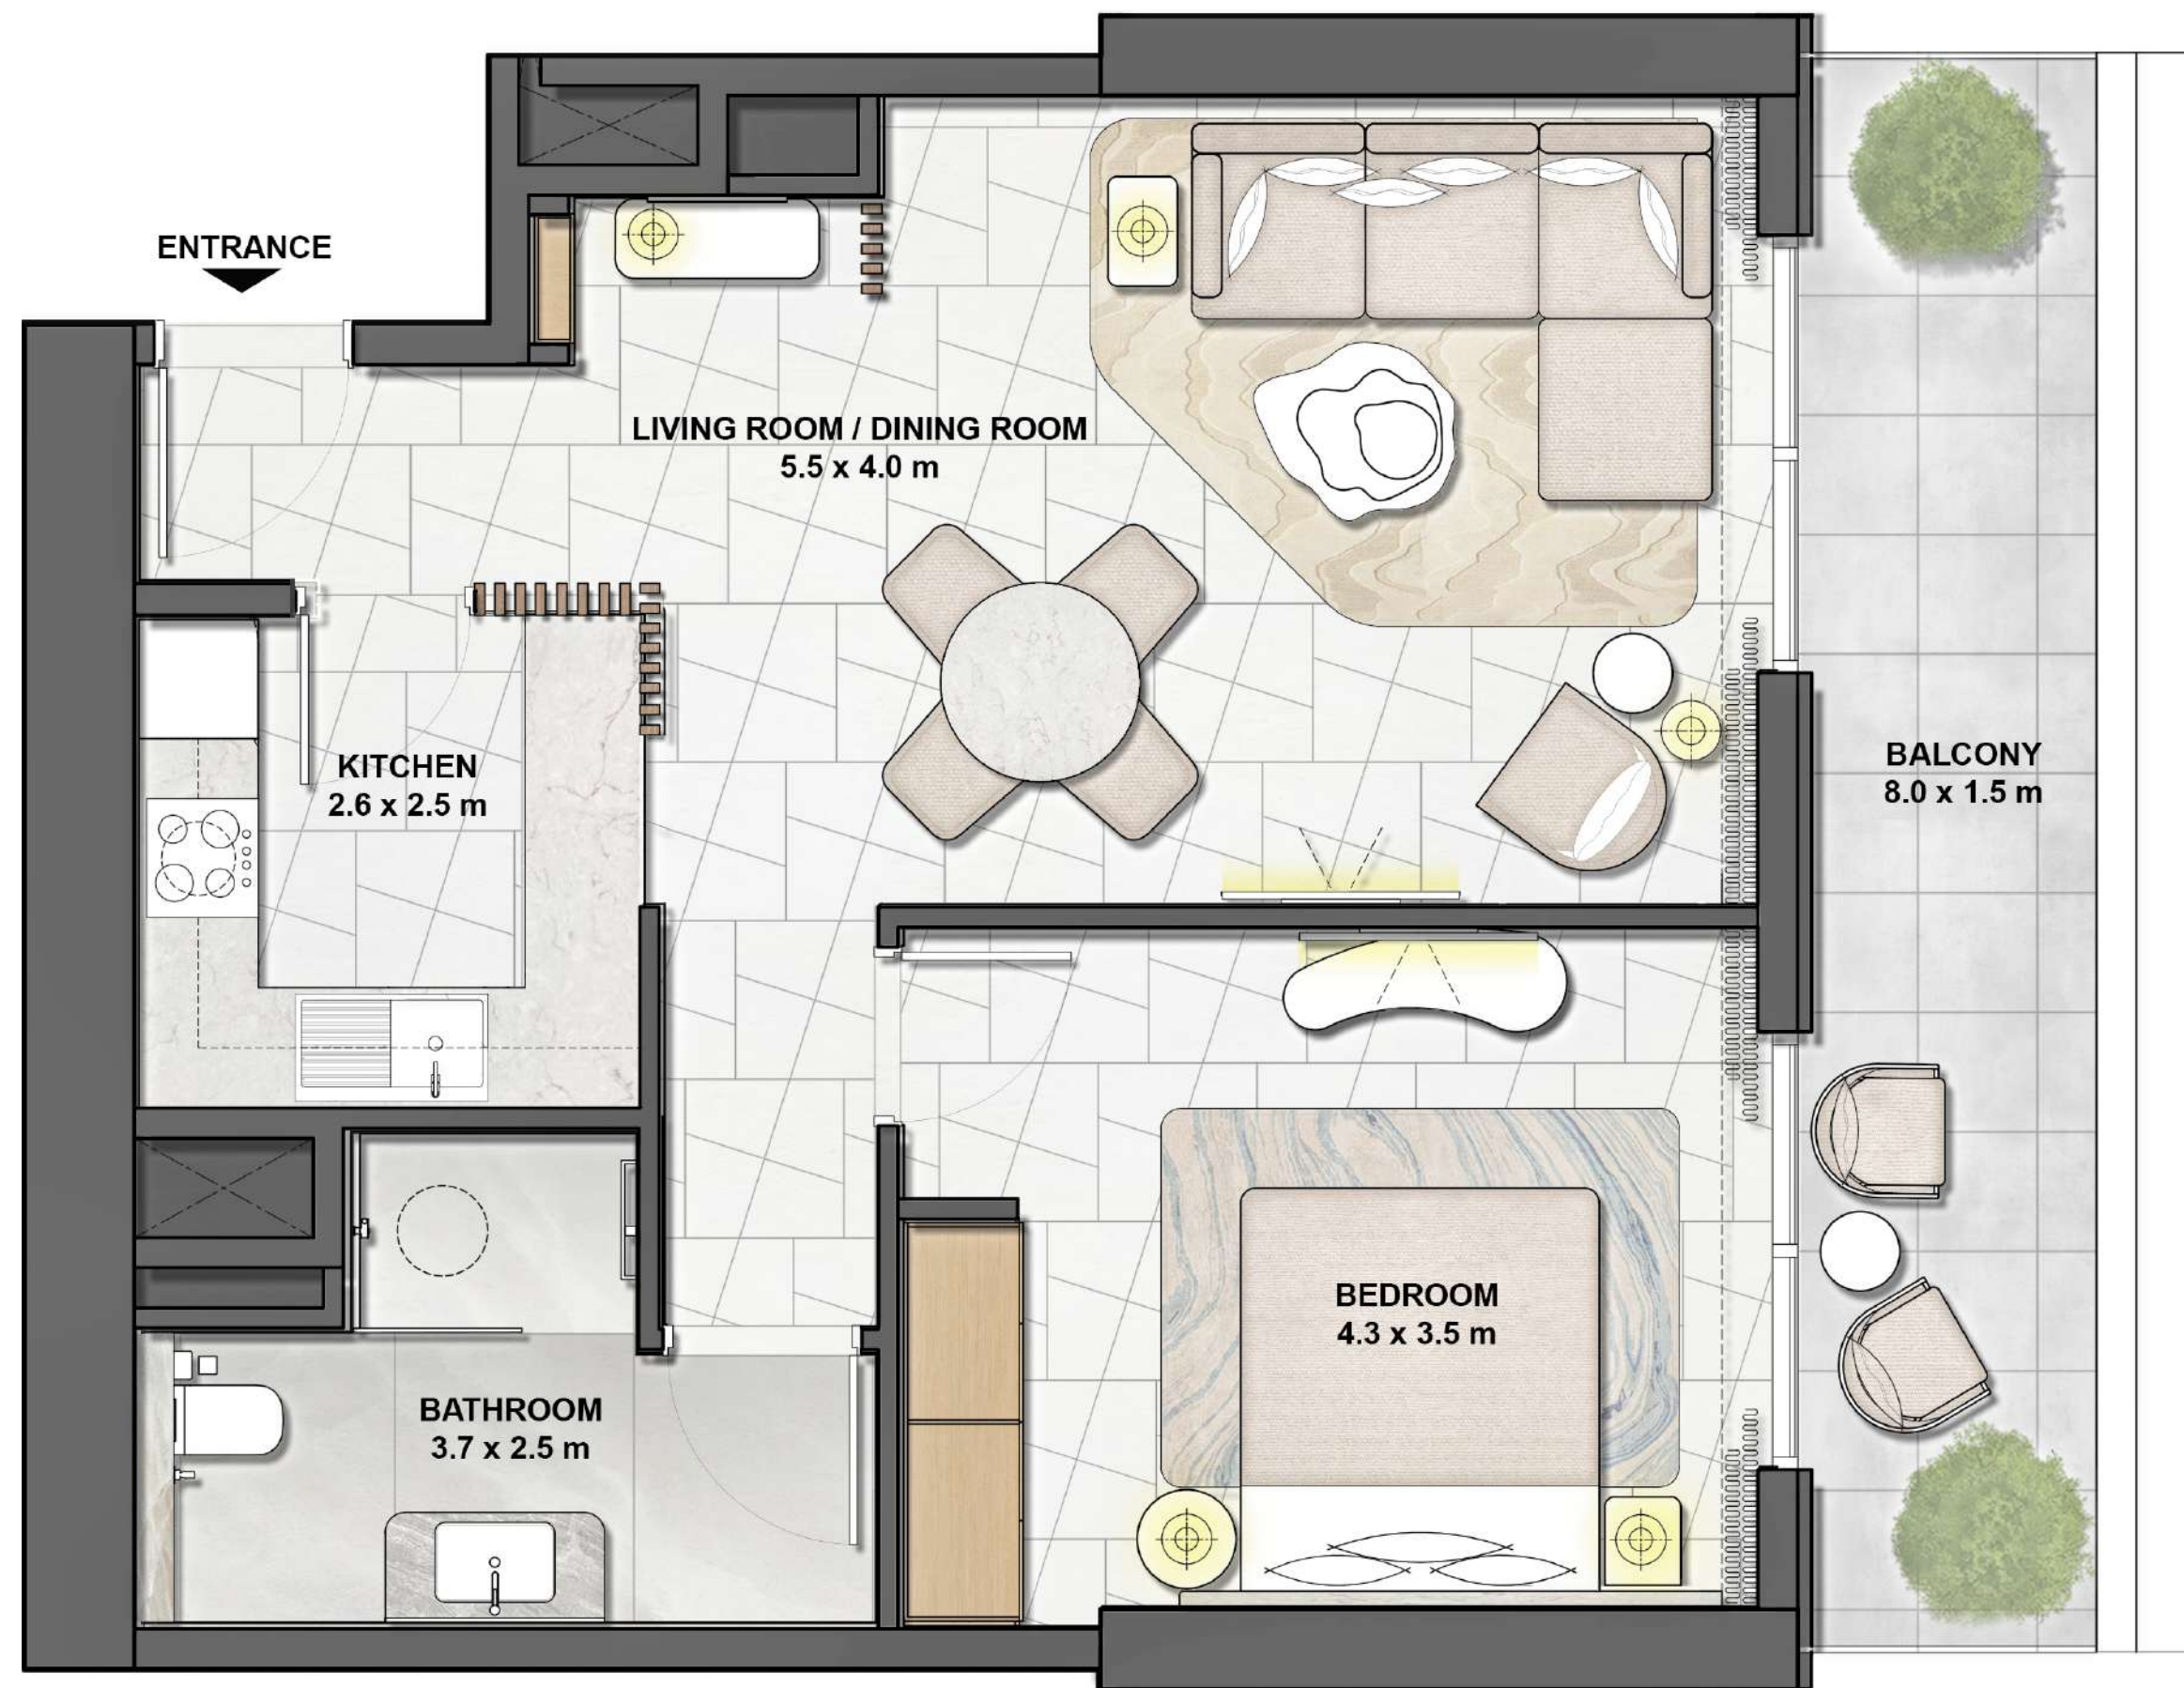 ENTRANCE
LIVING ROOM / DINING ROOM
5.5 x 4.0 m
KITCHEN
2.6 x 2.5 m
BALCONY
8.0 x 1.5 m
BEDROOM
4.3 x 3.5 m
BATHROOM
3.7 x 2.5 m